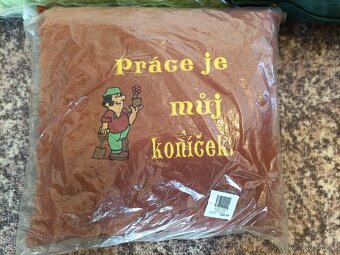 Práce je
můj
koníček.